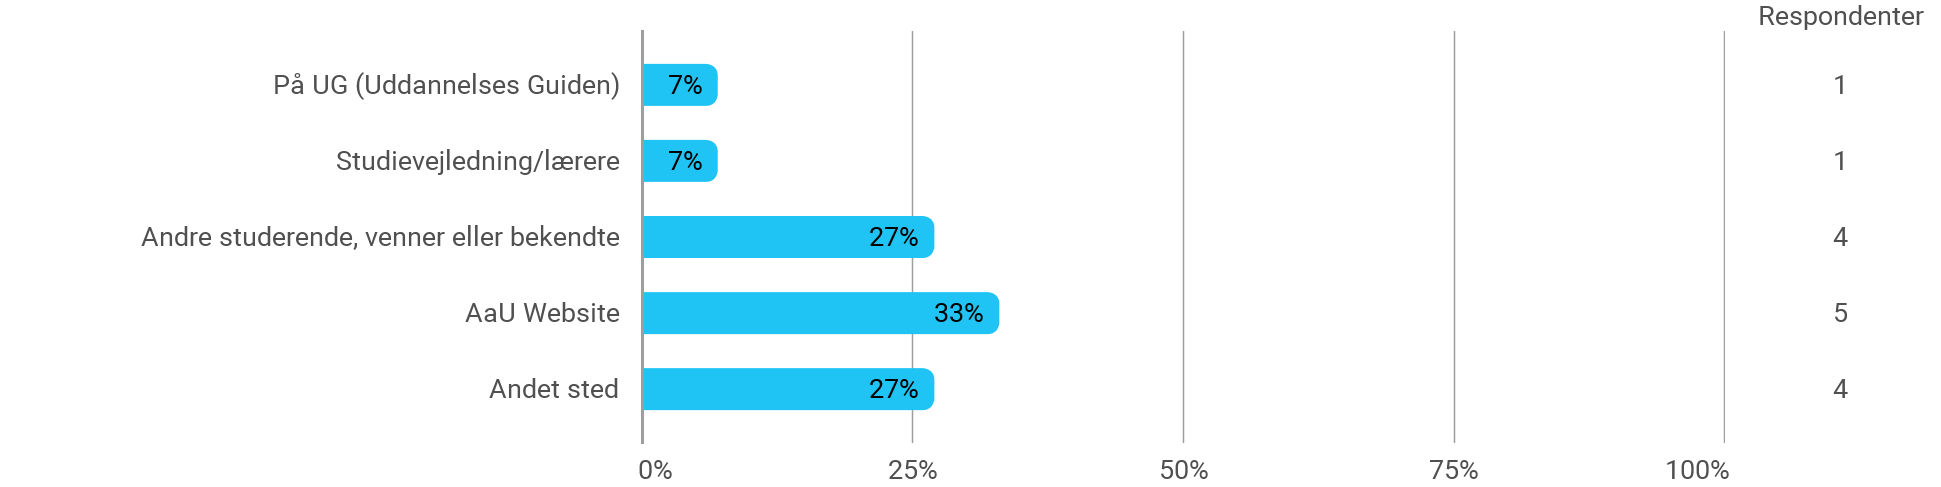 Respondenter
På UG (Uddannelses Guiden) 7% 1
Studievejledning/lærere 7% 1
Andre studerende, venner eller bekendte 27% 4
AaU Website 33% 5
Andet sted 27% 4
0% 25% 50% 75% 100%